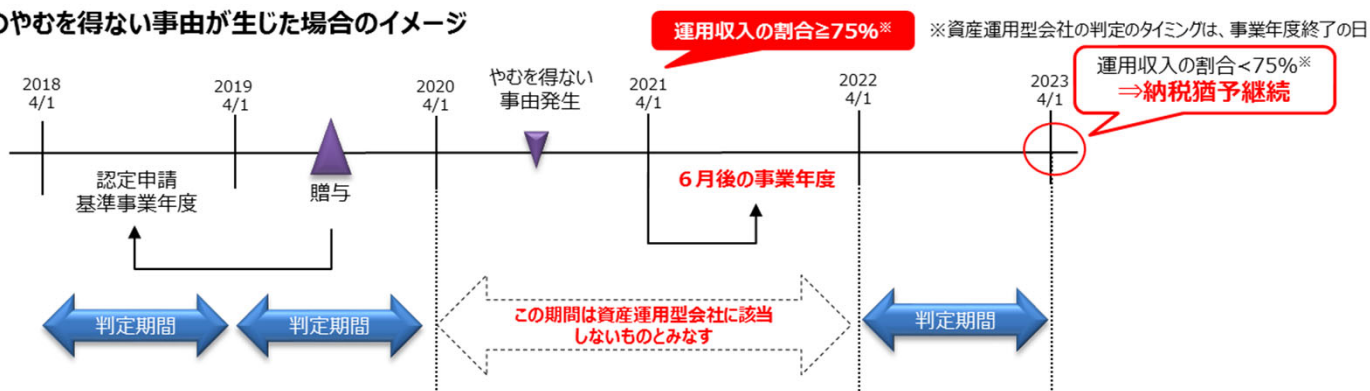 のやむを得ない事由が生じた場合のイメージ
運用収入の割合≧75%※
※資産運用型会社の判定のタイミングは、事業年度終了の日
運用収入の割合<75%※
⇒納税猶予継続
2018
4/1
2019
4/1
2020
4/1
やむを得ない
事由発生
2021
4/1
2022
4/1
2023
4/1
認定申請
基準事業年度
贈与
6月後の事業年度
判定期間
判定期間
この期間は資産運用型会社に該当
しないものとみなす
判定期間